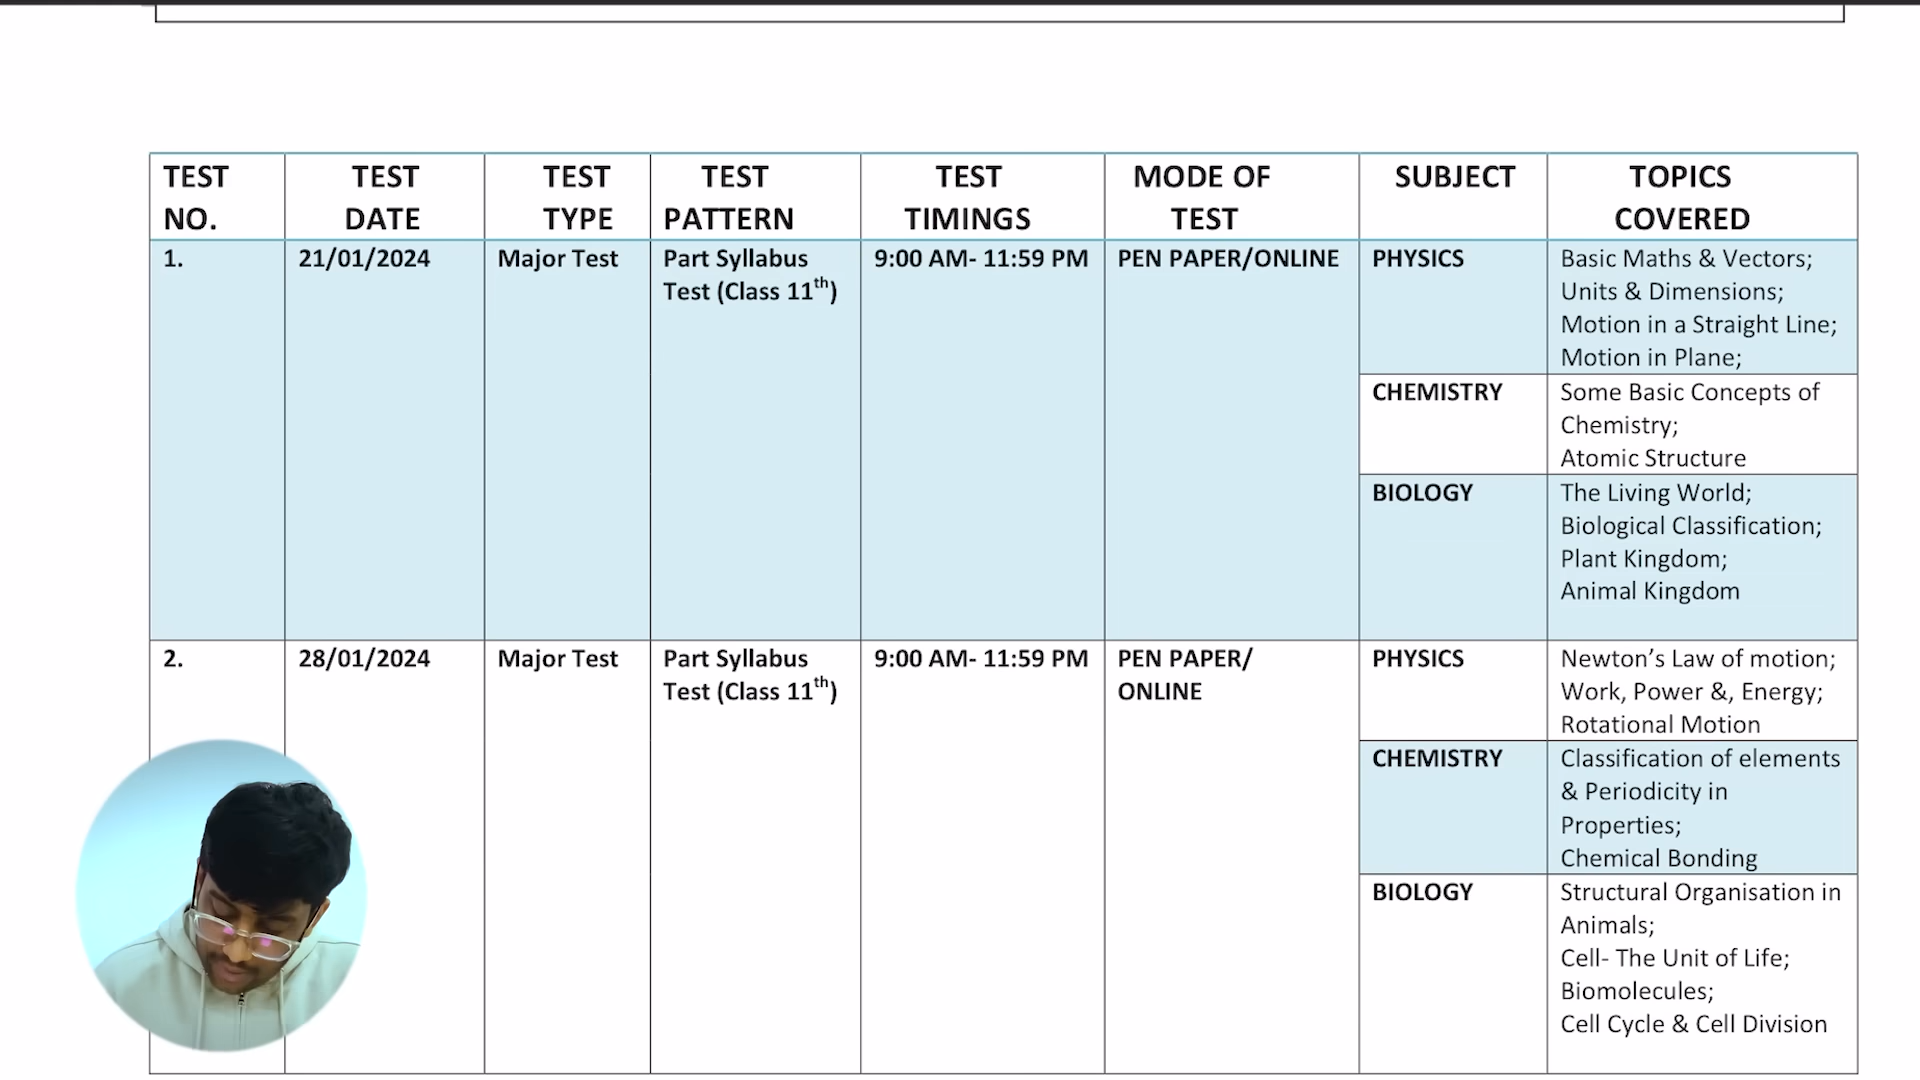 TEST NO.
TEST DATE
TEST TYPE
TEST PATTERN
TEST TIMINGS
MODE OF TEST
SUBJECT
TOPICS COVERED
1.
21/01/2024
Major Test
Part Syllabus
Test (Class 11th)
9:00 AM- 11:59 PM
PEN PAPER/ONLINE
PHYSICS
Basic Maths & Vectors;
Units & Dimensions;
Motion in a Straight Line;
Motion in Plane;
CHEMISTRY
Some Basic Concepts of
Chemistry;
Atomic Structure
BIOLOGY
The Living World;
Biological Classification;
Plant Kingdom;
Animal Kingdom
2.
28/01/2024
Major Test
Part Syllabus
Test (Class 11th)
9:00 AM- 11:59 PM
PEN PAPER/
ONLINE
PHYSICS
Newton’s Law of motion;
Work, Power &, Energy;
Rotational Motion
CHEMISTRY
Classification of elements
& Periodicity in
Properties;
Chemical Bonding
BIOLOGY
Structural Organisation in
Animals;
Cell- The Unit of Life;
Biomolecules;
Cell Cycle & Cell Division